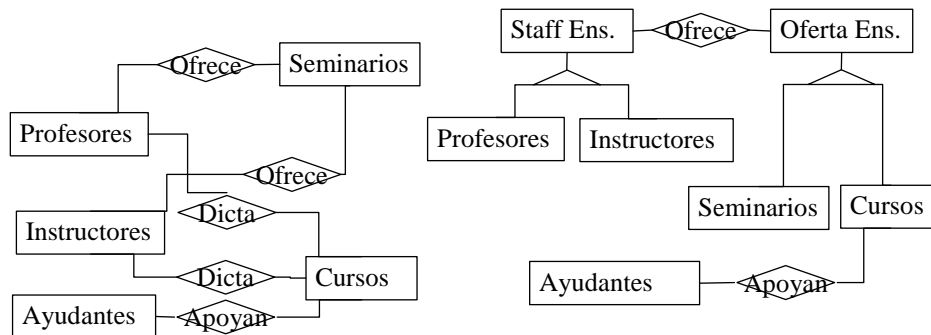 Ofrece
Seminarios
Profesores
Ofrece
Dicta
Instructores
Dicta
Cursos
Ayudantes
Apoyan
Staff Ens.
Ofrece
Oferta Ens.
Profesores
Instructores
Seminarios
Cursos
Ayudantes
Apoyan